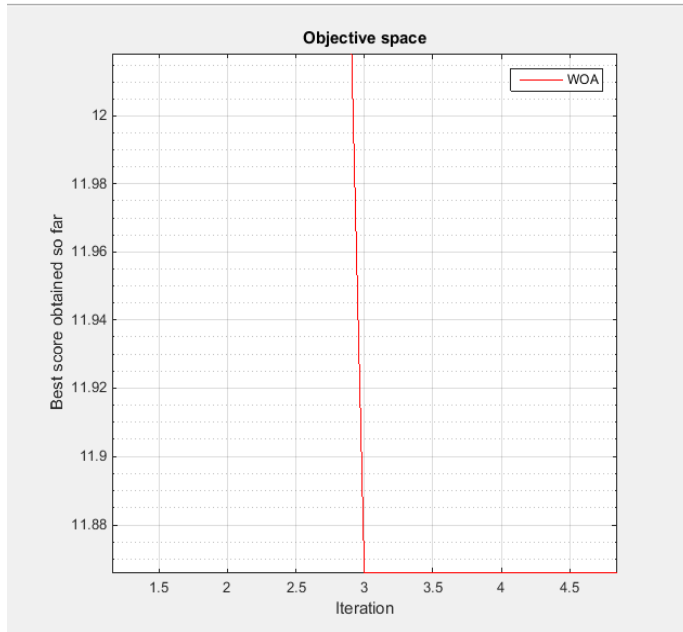 Objective space
WOA
12
11.98
11.96
11.94
11.92
11.9
11.88
Best score obtained so far
1.5 2 2.5 3 3.5 4 4.5
Iteration